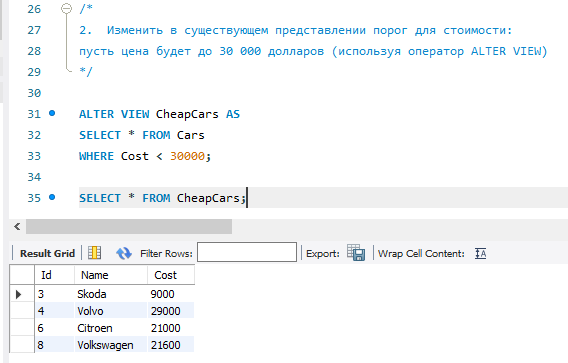 26 /*
27 2. Изменить в существующем представлении порог для стоимости:
28 пусть цена будет до 30 000 долларов (используя оператор ALTER VIEW)
29 */
30
31 ALTER VIEW CheapCars AS
32 SELECT * FROM Cars
33 WHERE Cost < 30000;
34
35 SELECT * FROM CheapCars;
Result Grid Filter Rows: Export: Wrap Cell Content:
Id Name Cost
3 Skoda 9000
4 Volvo 29000
6 Citroen 21000
8 Volkswagen 21600